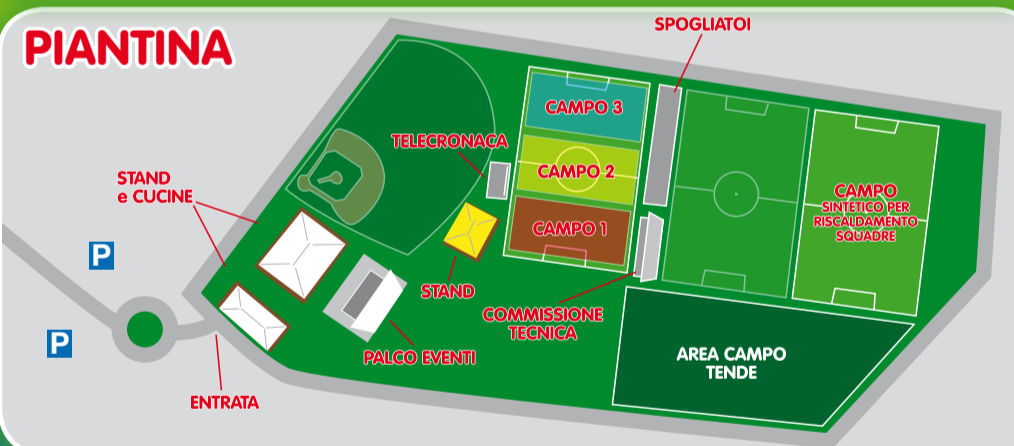 PIANTINA
SPOGLIATOI
CAMPO 3
TELECRONACA
CAMPO 2
STAND
e CUCINE
CAMPO
SINTETICO PER
RISCALDAMENTO
SQUADRE
CAMPO 1
P
STAND
COMMISSIONE
TECNICA
P
PALCO EVENTI
AREA CAMPO
TENDE
ENTRATA